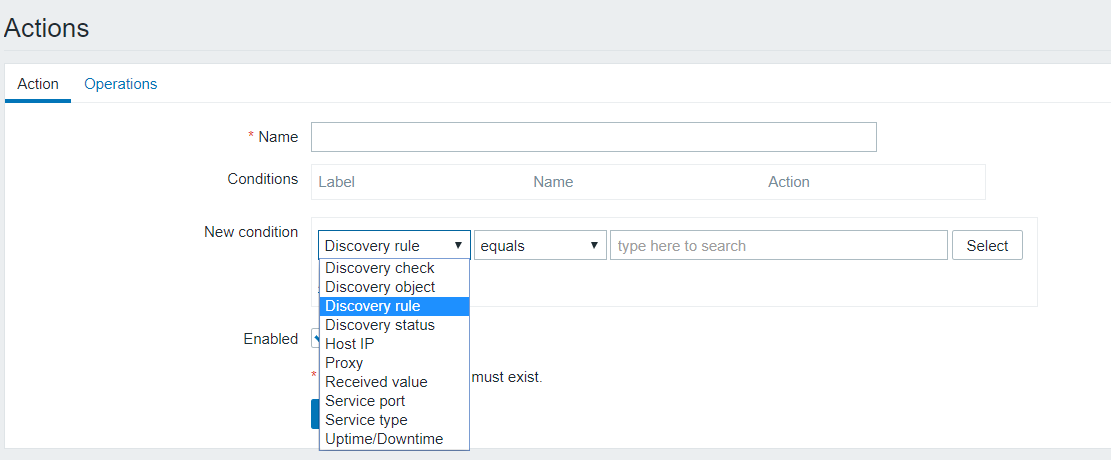 Actions
Action Operations
* Name
Conditions Label Name Action
New condition Discovery rule equals type here to search Select
Discovery check
Discovery object
Discovery rule
Discovery status
Enabled
Host IP
Proxy
* must exist.
Received value
Service port
Service type
Uptime/Downtime